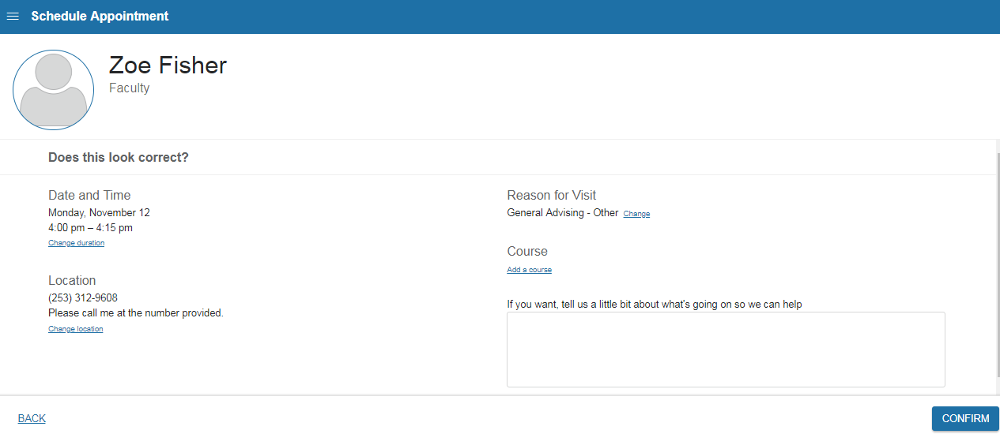 Schedule Appointment
Zoe Fisher
Faculty
Does this look correct?
Date and Time
Monday, November 12
4:00 pm – 4:15 pm
Change duration
Location
(253) 312-9608
Please call me at the number provided.
Change location
Reason for Visit
General Advising - Other Change
Course
Add a course
If you want, tell us a little bit about what's going on so we can help
BACK
CONFIRM